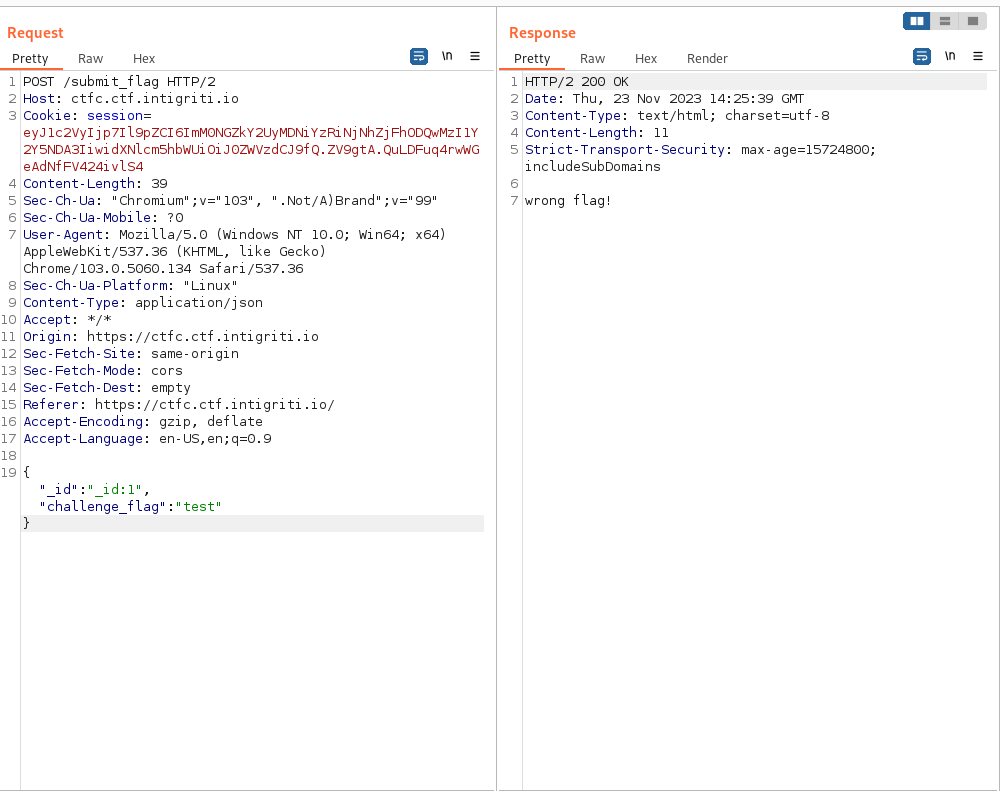 Request
Pretty Raw Hex \n
1 POST /submit_flag HTTP/2
2 Host: ctfc.ctf.intigriti.io
3 Cookie: session=
eyJ1c2VyIjp7Il9pZCI6ImM0NGZkY2UyMDNiYzRiNjNhZjFhODQwMzI1Y
2Y5NDA3IiwidXNlcm5hbWUiOiJ0ZWVzdCJ9fQ.ZV9gtA.QuLDFuq4rwWG
eAdNfFV424ivlS4
4 Content-Length: 39
5 Sec-Ch-Ua: "Chromium";v="103", ".Not/A)Brand";v="99"
6 Sec-Ch-Ua-Mobile: ?0
7 User-Agent: Mozilla/5.0 (Windows NT 10.0; Win64; x64)
AppleWebKit/537.36 (KHTML, like Gecko)
Chrome/103.0.5060.134 Safari/537.36
8 Sec-Ch-Ua-Platform: "Linux"
9 Content-Type: application/json
10 Accept: */*
11 Origin: https://ctfc.ctf.intigriti.io
12 Sec-Fetch-Site: same-origin
13 Sec-Fetch-Mode: cors
14 Sec-Fetch-Dest: empty
15 Referer: https://ctfc.ctf.intigriti.io/
16 Accept-Encoding: gzip, deflate
17 Accept-Language: en-US,en;q=0.9
18
19 {
"_id":"_id:1",
"challenge_flag":"test"
}
Response
Pretty Raw Hex Render \n
1 HTTP/2 200 OK
2 Date: Thu, 23 Nov 2023 14:25:39 GMT
3 Content-Type: text/html; charset=utf-8
4 Content-Length: 11
5 Strict-Transport-Security: max-age=15724800;
includeSubDomains
6
7 wrong flag!